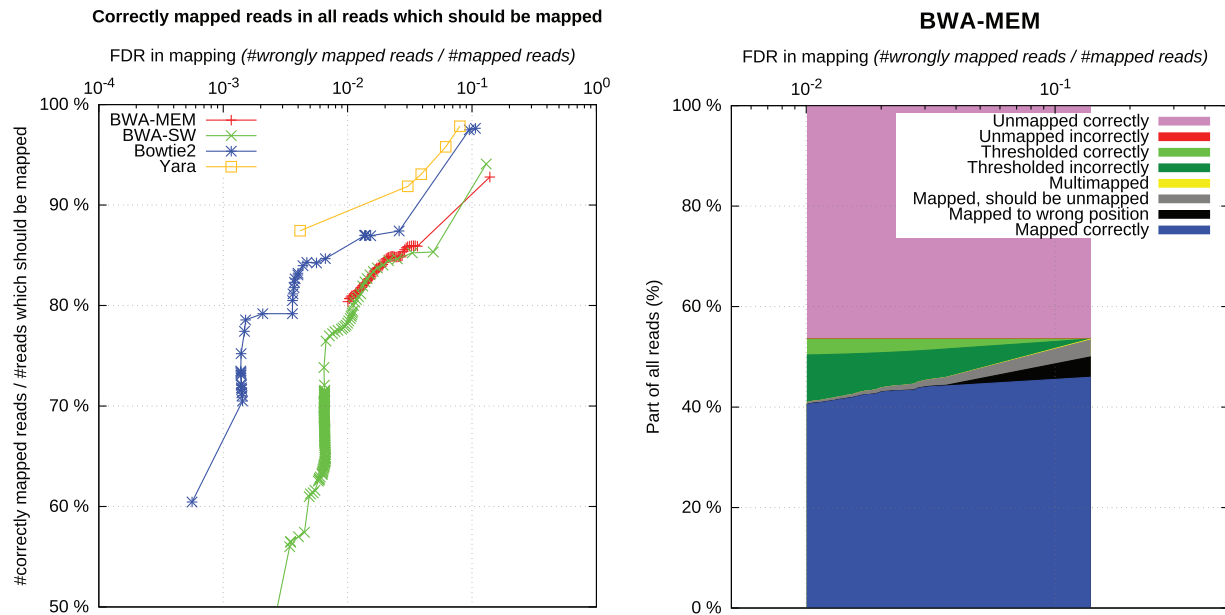 Correctly mapped reads in all reads which should be mapped
FDR in mapping (#wrongly mapped reads / #mapped reads)
10-4 10-3 10-2 10-1 100
100 %
90 %
80 %
70 %
60 %
50 %
#correctly mapped reads / #reads which should be mapped
BWA-MEM
BWA-SW
Bowtie2
Yara
BWA-MEM
FDR in mapping (#wrongly mapped reads / #mapped reads)
10-2 10-1
100 %
80 %
60 %
40 %
20 %
0 %
Part of all reads (%)
Unmapped correctly
Unmapped incorrectly
Thresholded correctly
Thresholded incorrectly
Multimapped
Mapped, should be unmapped
Mapped to wrong position
Mapped correctly